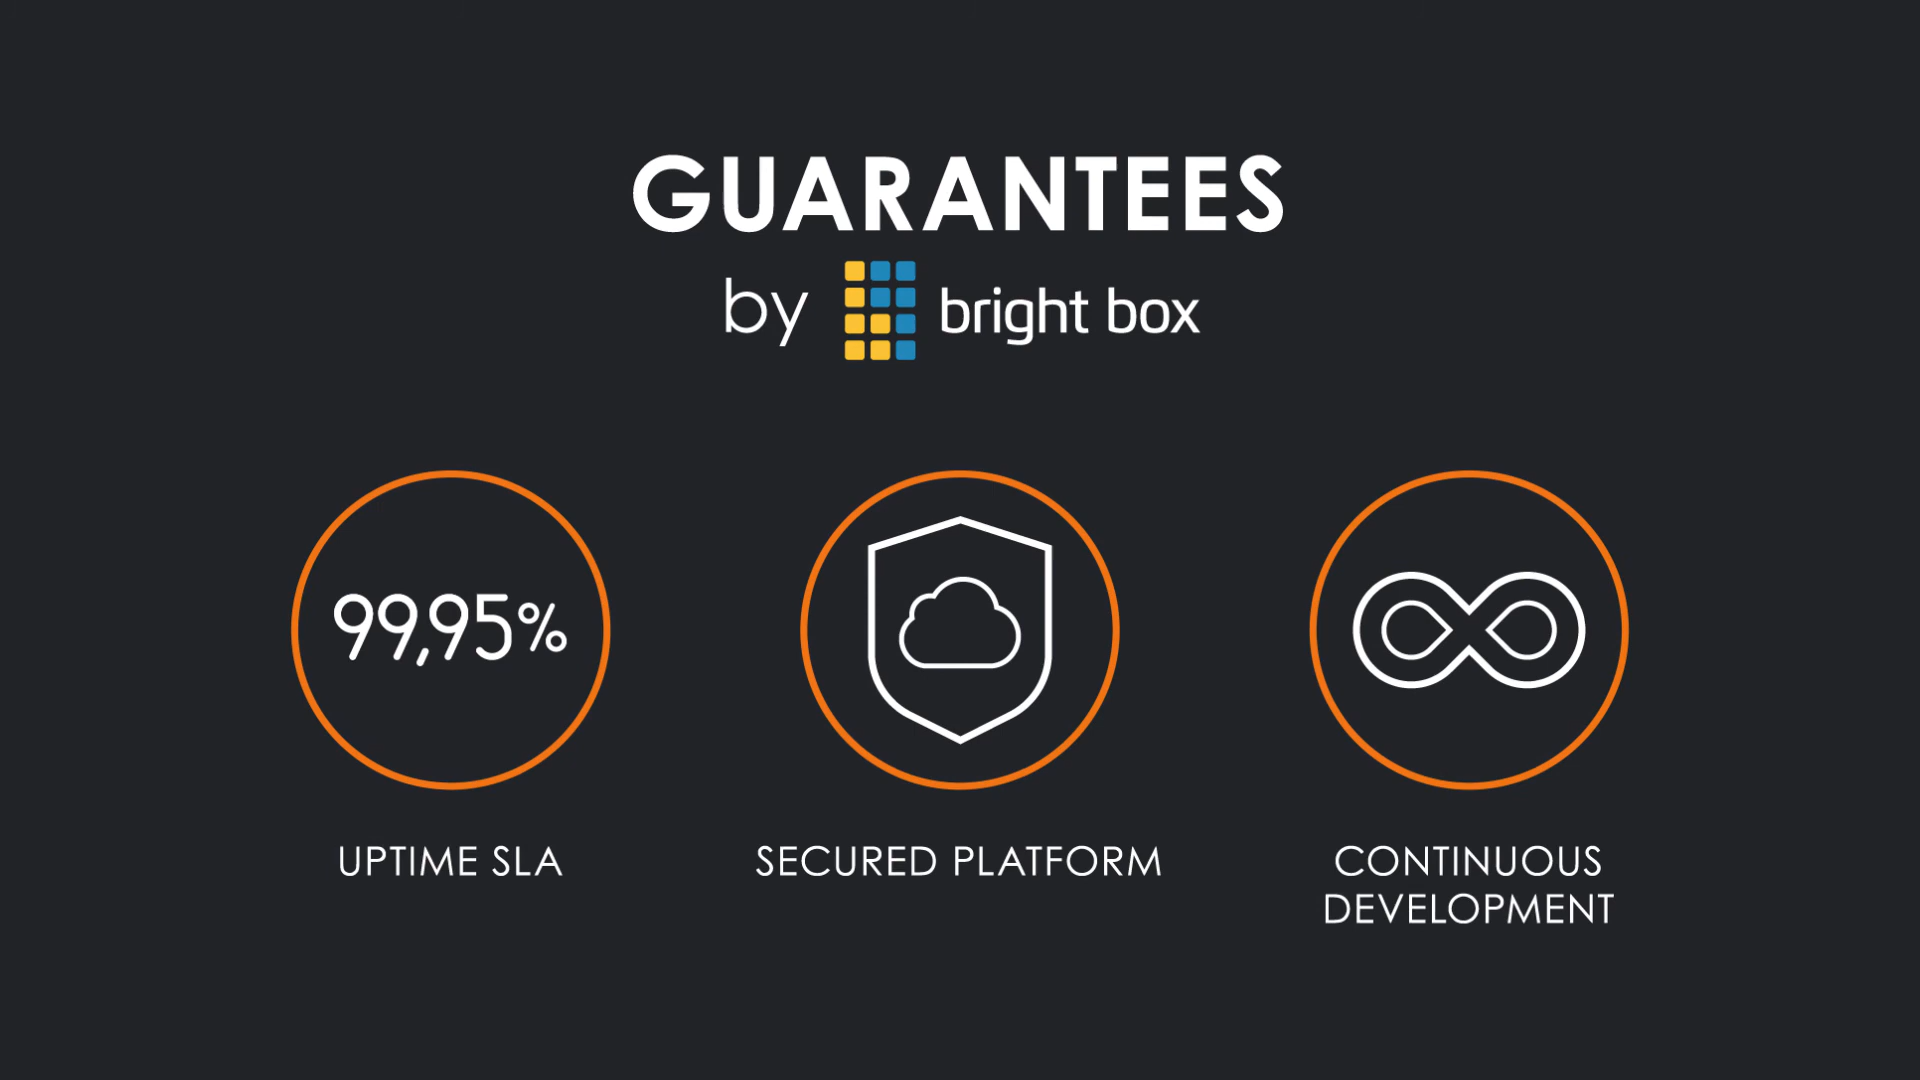 GUARANTEES
by bright box
99,95%
UPTIME SLA
SECURED PLATFORM
CONTINUOUS
DEVELOPMENT